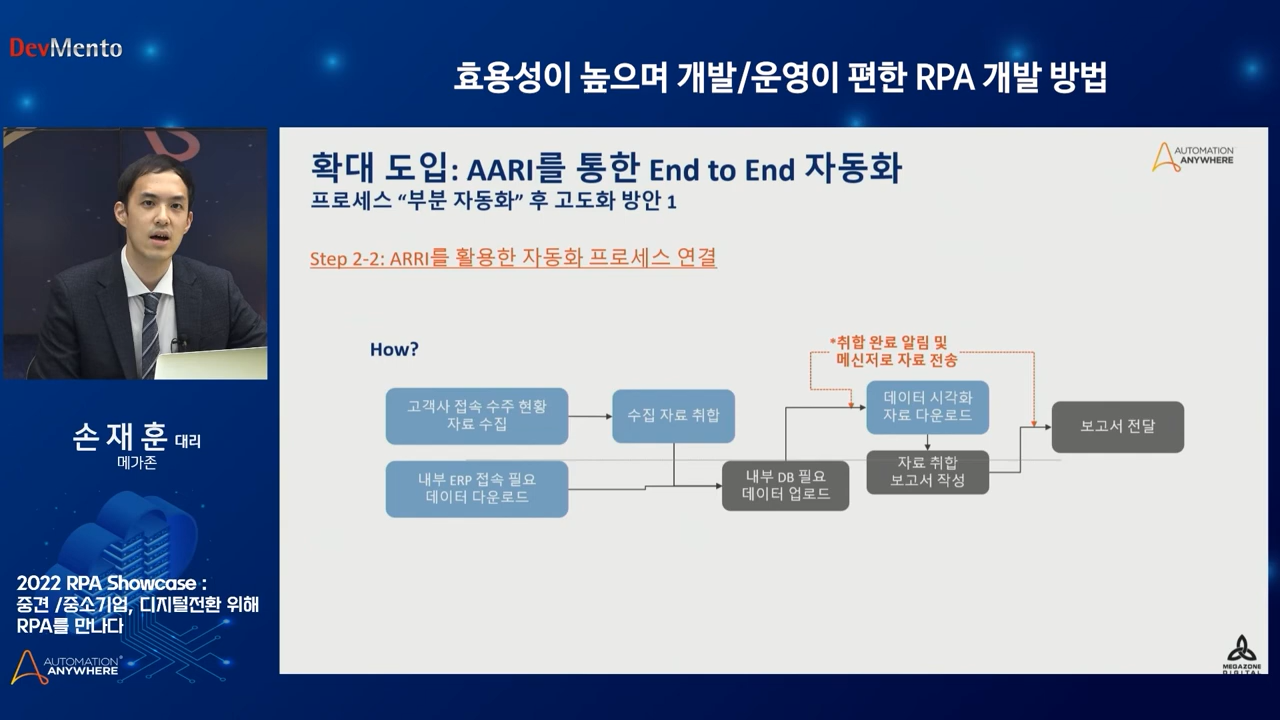 DevMento
효용성이 높으며 개발/운영이 편한 RPA 개발 방법
확대 도입: AARI를 통한 End to End 자동화
프로세스 “부분 자동화” 후 고도화 방안 1
AUTOMATION
ANYWHERE
Step 2-2: ARRI를 활용한 자동화 프로세스 연결
How?
*취합 완료 알림 및
메신저로 자료 전송
고객사 접속 수주 현황
자료 수집
수집 자료 취합
데이터 시각화
자료 다운로드
보고서 전달
내부 ERP 접속 필요
데이터 다운로드
내부 DB 필요
데이터 업로드
자료 취합
보고서 작성
손재훈 대리
메가존
2022 RPA Showcase :
중견 /중소기업, 디지털전환 위해
RPA를 만나다
AUTOMATION
ANYWHERE
MEGAZONE
DIGITAL